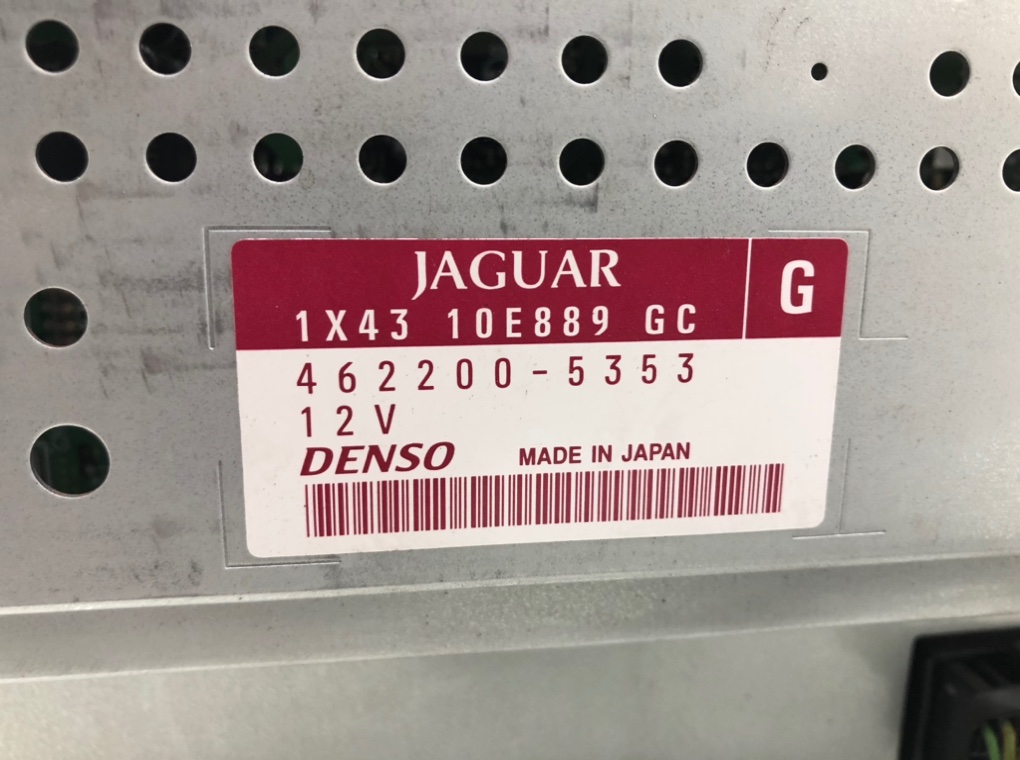 JAGUAR
G
1X43 10E889 GC
462200-5353
12V
DENSO MADE IN JAPAN